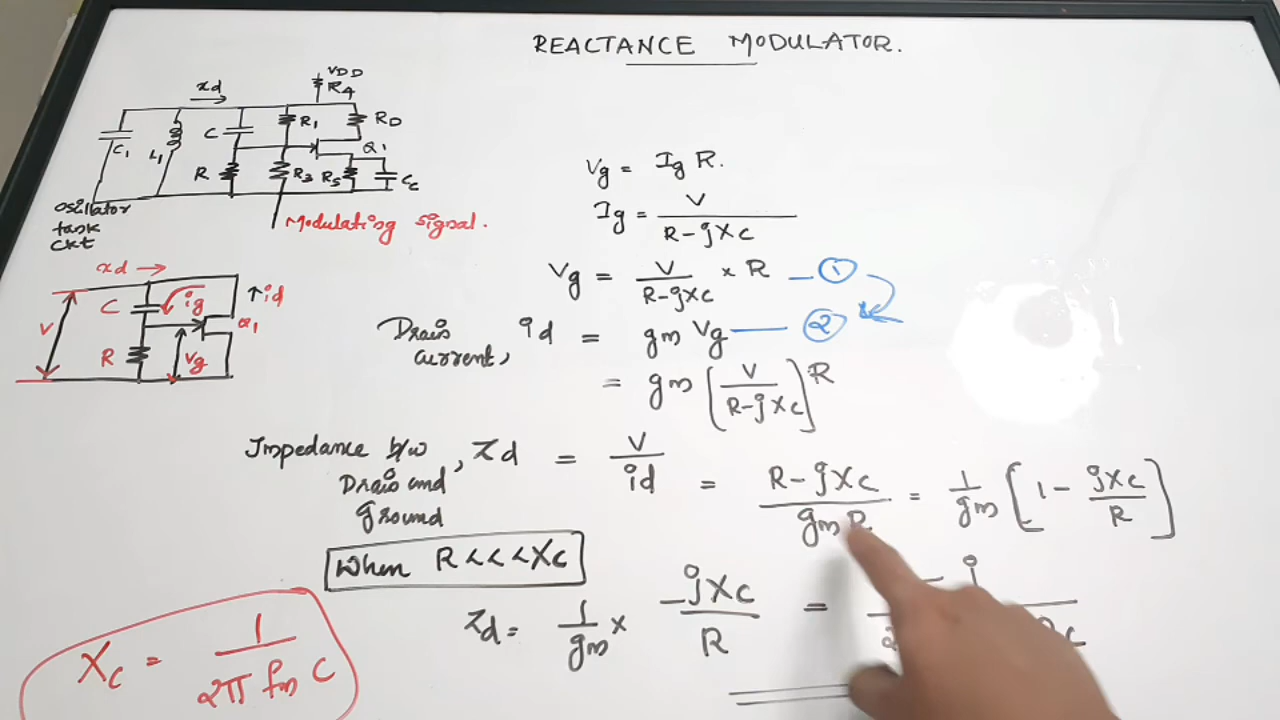 REACTANCE MODULATOR.
xd →
VDD
R4
C1
L1
C
R1
RD
Q1
R
R3
RS
Cc
Oscillator
tank
ckt
Modulating signal.
xd →
C
ig
↑id
Q1
V
R
Vg
Vg = Ig R.
Ig = V / R-jXC
Vg = V / R-jXC × R — 1
Drain current, id = gm Vg — 2
= gm (V / R-jXC) R
Impedance b/w Drain and ground, Zd = V / id = R-jXC / gmR = 1/gm [1 - jXC / R]
When R<<<XC
Zd = 1/gm × -jXC / R =
XC = 1 / 2π fm C